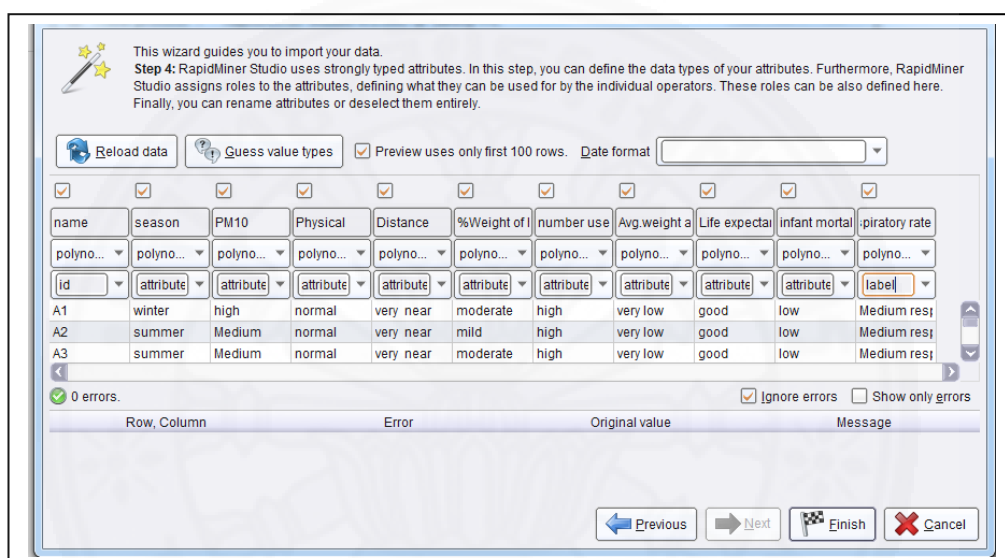 This wizard guides you to import your data.
Step 4: RapidMiner Studio uses strongly typed attributes. In this step, you can define the data types of your attributes. Furthermore, RapidMiner
Studio assigns roles to the attributes, defining what they can be used for by the individual operators. These roles can be also defined here.
Finally, you can rename attributes or deselect them entirely.
Reload data Guess value types Preview uses only first 100 rows. Date format
name season PM10 Physical Distance %Weight of l number use Avg.weight a Life expectai infant mortal piratory rate
polyno... polyno... polyno... polyno... polyno... polyno... polyno... polyno... polyno... polyno... polyno...
id attribute attribute attribute attribute attribute attribute attribute attribute attribute label
A1 winter high normal very near moderate high very low good low Medium resp
A2 summer Medium normal very near mild high very low good low Medium resp
A3 summer Medium normal very near moderate high very low good low Medium resp
0 errors. Ignore errors Show only errors
Row, Column Error Original value Message
Previous Next Finish Cancel